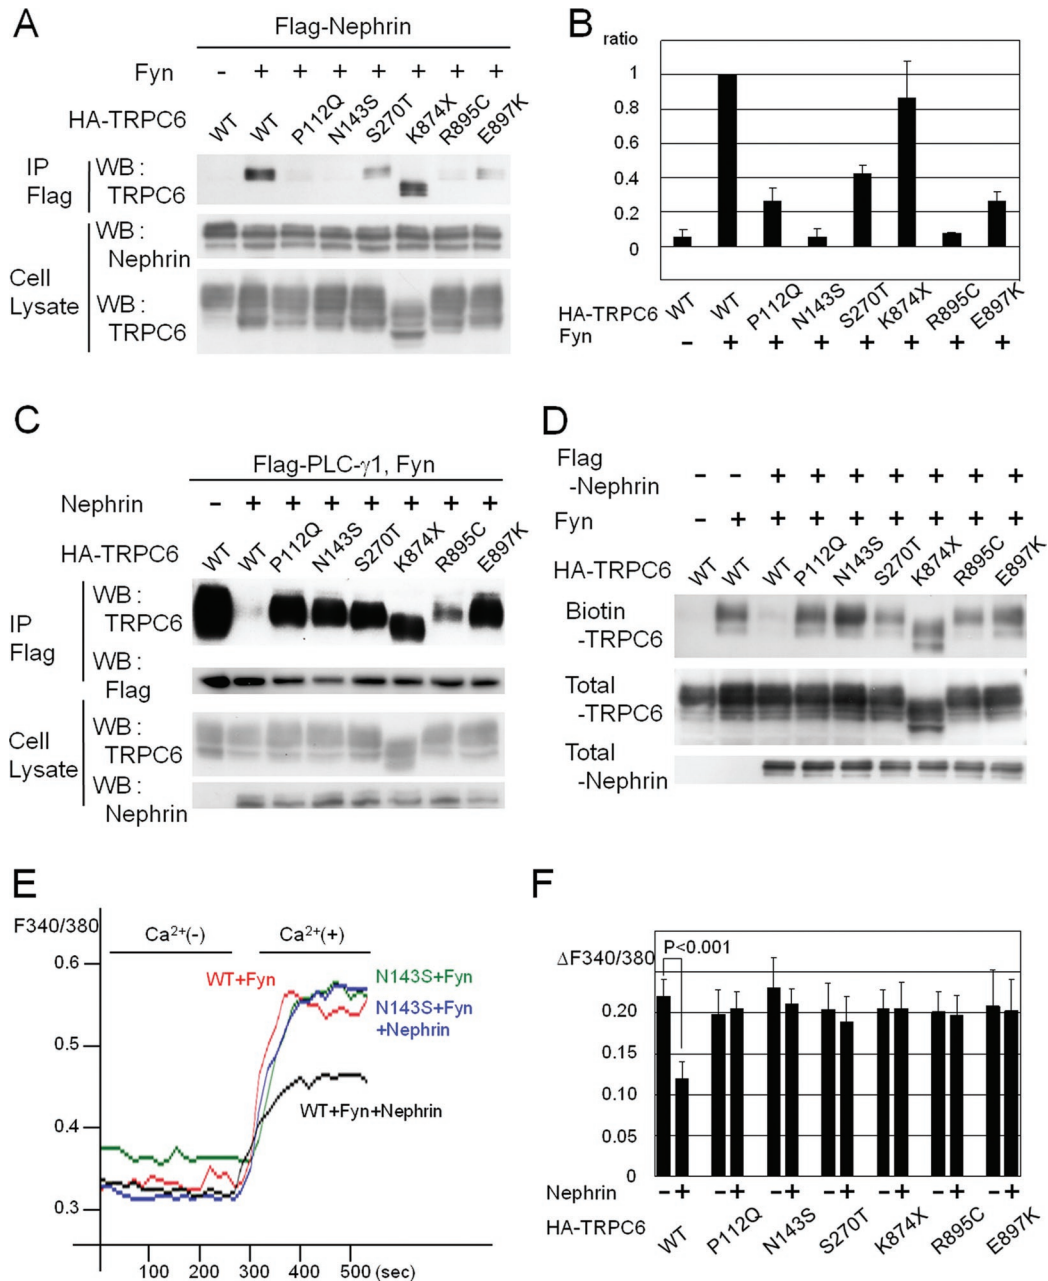 A
Flag-Nephrin
Fyn - + + + + + + +
HA-TRPC6 WT WT P112Q N143S S270T K874X R895C E897K
IP Flag
WB: TRPC6
Cell Lysate
WB: Nephrin
WB: TRPC6
B
ratio
1
0.8
0.6
0.4
0.2
0
HA-TRPC6 WT WT P112Q N143S S270T K874X R895C E897K
Fyn - + + + + + + +
C
Flag-PLC-γ1, Fyn
Nephrin - + + + + + + +
HA-TRPC6 WT WT P112Q N143S S270T K874X R895C E897K
IP Flag
WB: TRPC6
WB: Flag
Cell Lysate
WB: TRPC6
WB: Nephrin
D
Flag -Nephrin - - + + + + + + +
Fyn - + + + + + + + +
HA-TRPC6 WT WT WT P112Q N143S S270T K874X R895C E897K
Biotin -TRPC6
Total -TRPC6
Total -Nephrin
E
F340/380
Ca²⁺(-)
Ca²⁺(+)
0.6
0.5
0.4
0.3
WT+Fyn
N143S+Fyn
N143S+Fyn +Nephrin
WT+Fyn+Nephrin
100 200 300 400 500 (sec)
F
ΔF340/380
P<0.001
0.20
0.15
0.10
0.05
0
Nephrin - + - + - + - + - + - + - +
HA-TRPC6 WT P112Q N143S S270T K874X R895C E897K